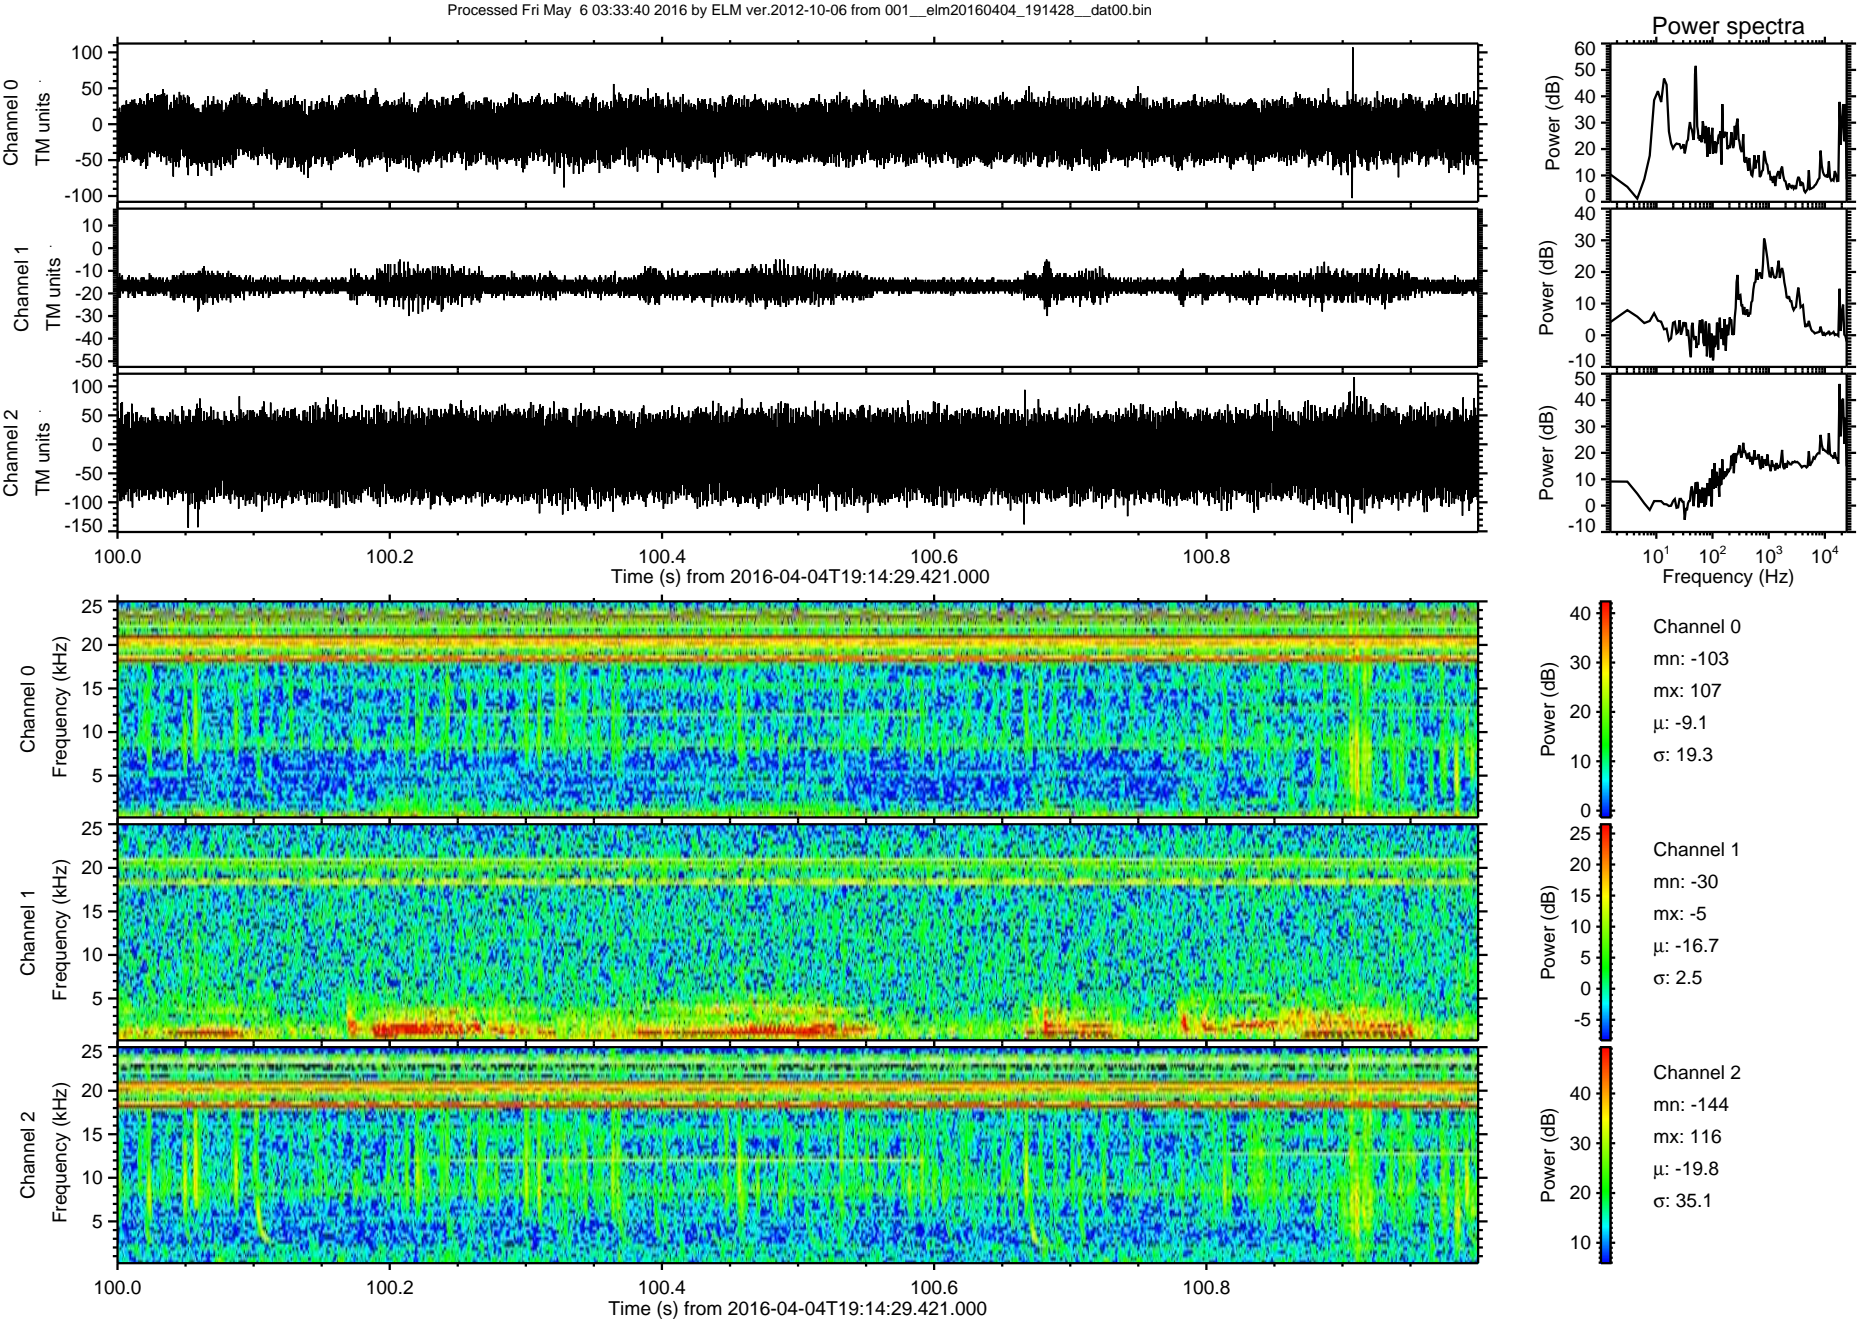 Processed Fri May  6 03:33:40 2016 by ELM ver.2012-10-06 from 001__elm20160404_191428__dat00.bin
Power spectra
Channel 0
TM units
100
50
0
-50
-100
Power (dB)
60
50
40
30
20
10
0
Channel 1
TM units
10
0
-10
-20
-30
-40
-50
Power (dB)
40
30
20
10
0
-10
Channel 2
TM units
100
50
0
-50
-100
-150
Power (dB)
50
40
30
20
10
0
-10
100.0 100.2 100.4 100.6 100.8
Time (s) from 2016-04-04T19:14:29.421.000
10¹ 10² 10³ 10⁴
Frequency (Hz)
Channel 0
Frequency (kHz)
25
20
15
10
5
Power (dB)
40
30
20
10
0
Channel 0
mn: -103
mx: 107
μ: -9.1
σ: 19.3
Channel 1
Frequency (kHz)
25
20
15
10
5
Power (dB)
25
20
15
10
5
0
-5
Channel 1
mn: -30
mx: -5
μ: -16.7
σ: 2.5
Channel 2
Frequency (kHz)
25
20
15
10
5
Power (dB)
40
30
20
10
Channel 2
mn: -144
mx: 116
μ: -19.8
σ: 35.1
100.0 100.2 100.4 100.6 100.8
Time (s) from 2016-04-04T19:14:29.421.000